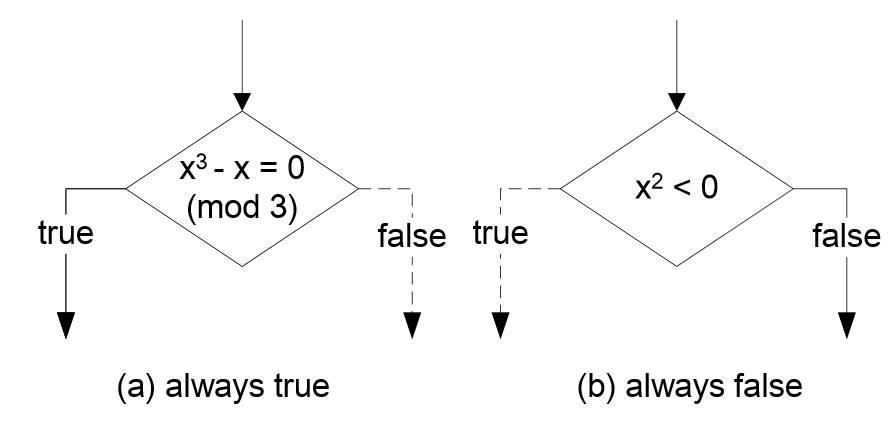 x³ - x = 0
(mod 3)
true
false
(a) always true
x² < 0
true
false
(b) always false